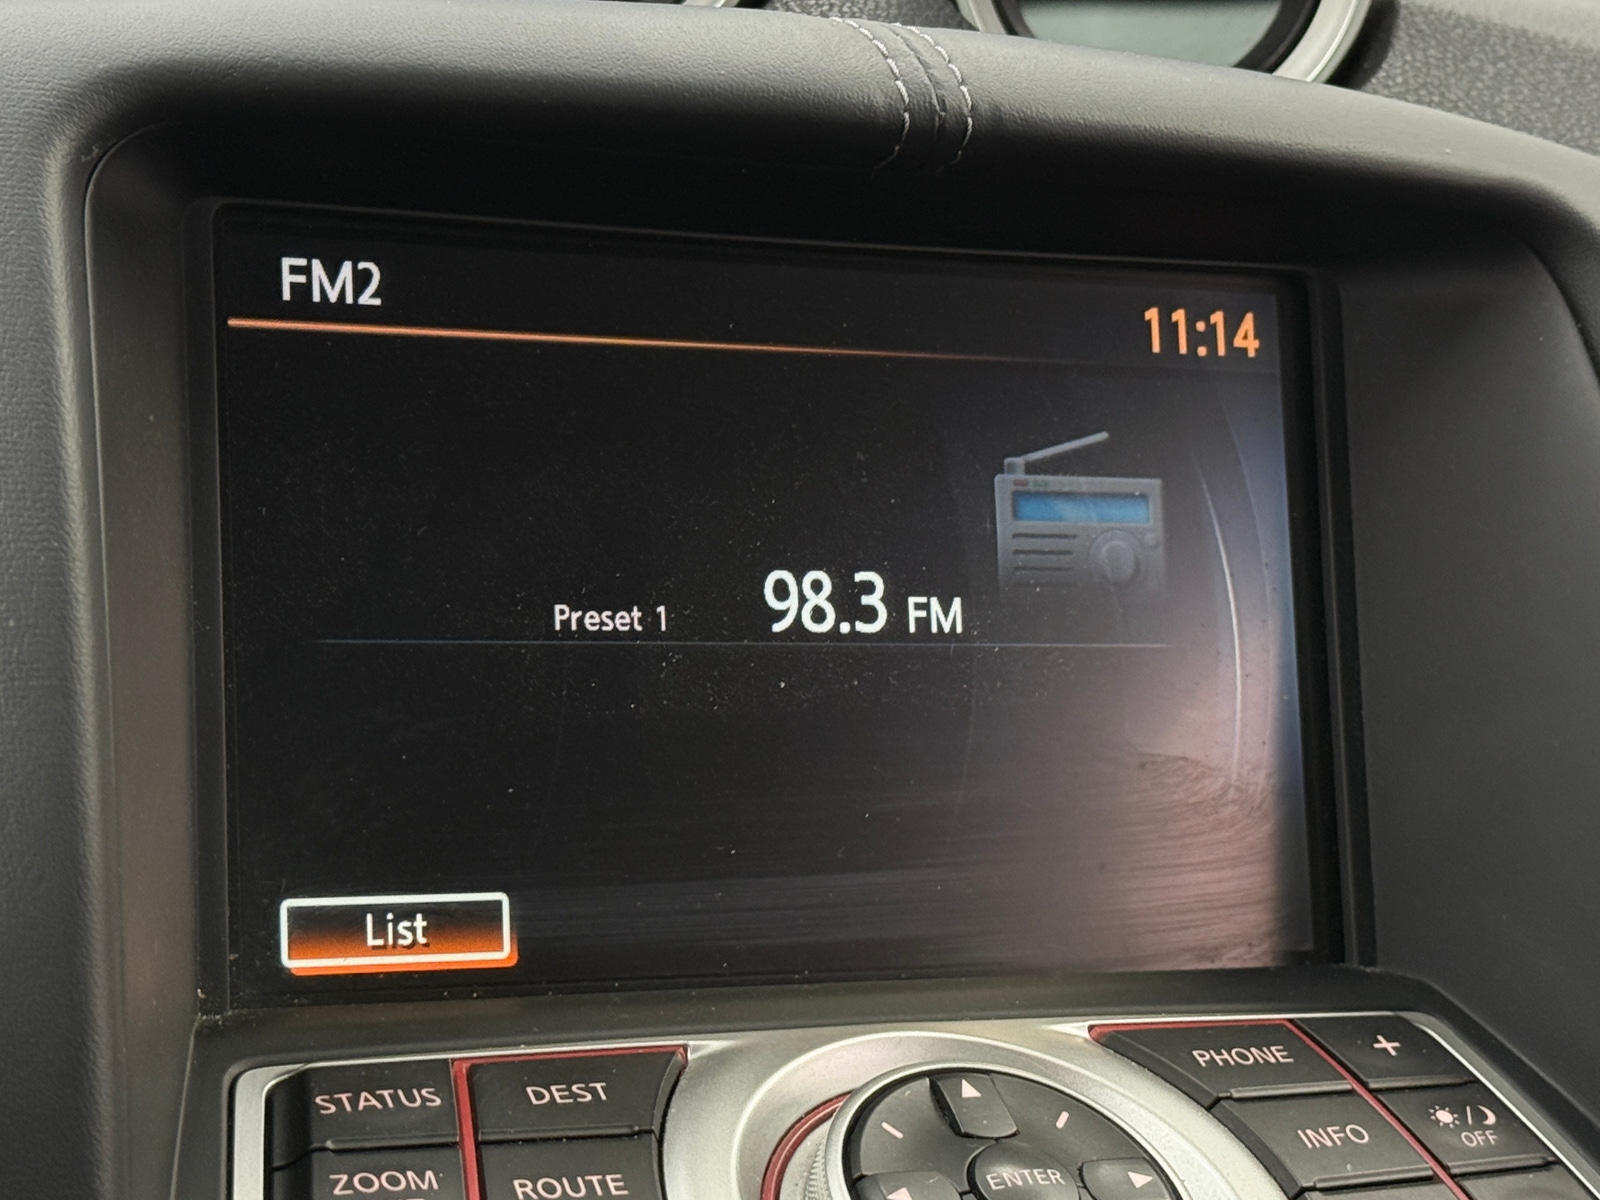 FM2
11:14
Preset 1 98.3 FM
List
STATUS DEST PHONE +
ZOOM ROUTE ENTER INFO OFF